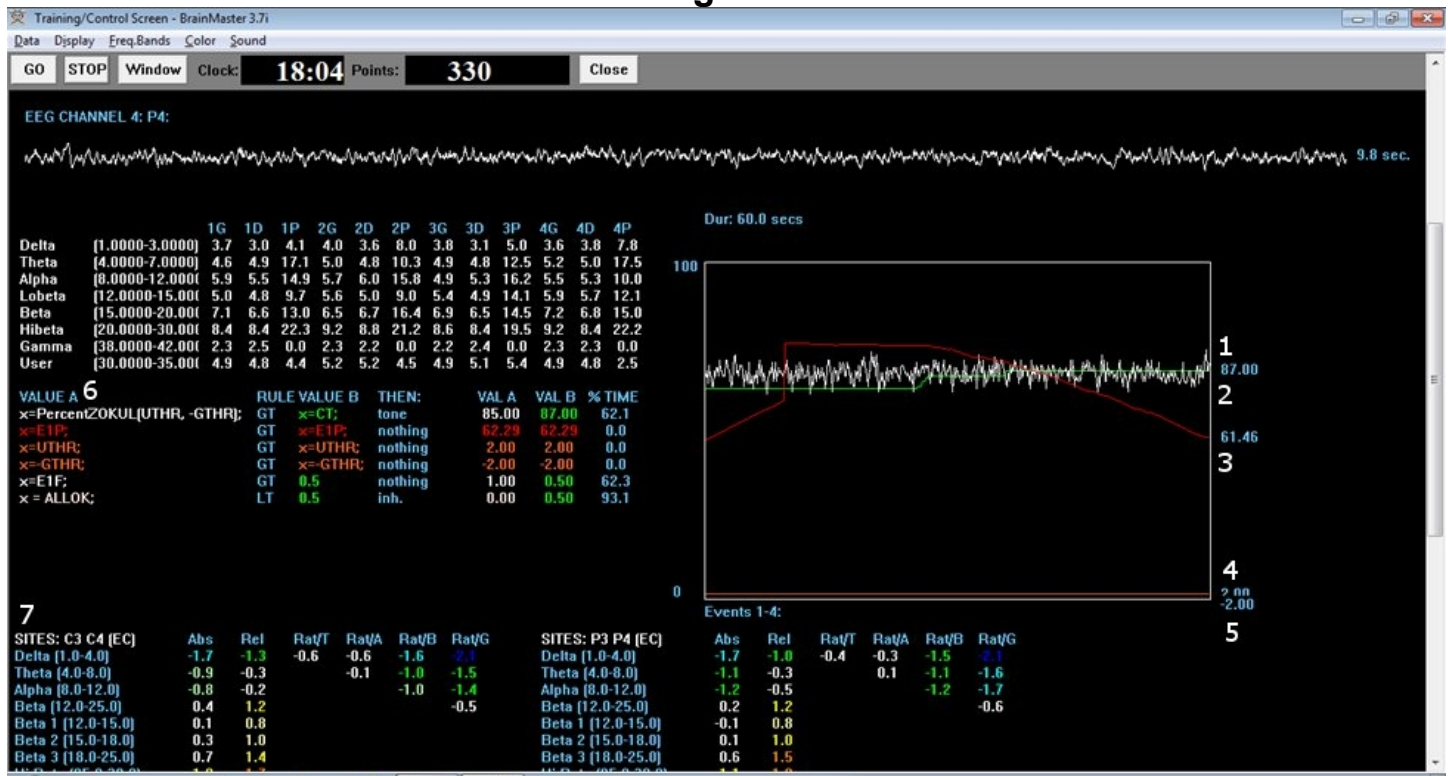 Training/Control Screen - BrainMaster 3.7i
Data Display Freq.Bands Color Sound
GO STOP Window Clock: 18:04 Points: 330 Close
EEG CHANNEL 4: P4:
9.8 sec.
1G 1D 1P 2G 2D 2P 3G 3D 3P 4G 4D 4P
Delta (1.0000-3.0000) 3.7 3.0 4.1 4.0 3.6 8.0 3.8 3.1 5.0 3.6 3.8 7.8
Theta (4.0000-7.0000) 4.6 4.9 17.1 5.0 4.8 10.3 4.9 4.8 12.5 5.2 5.0 17.5
Alpha (8.0000-12.000( 5.9 5.5 14.9 5.7 6.0 15.8 4.9 5.3 16.2 5.5 5.3 10.0
Lobeta (12.0000-15.00( 5.0 4.8 9.7 5.6 5.0 9.0 5.4 4.9 14.1 5.9 5.7 12.1
Beta (15.0000-20.00( 7.1 6.6 13.0 6.5 6.7 16.4 6.9 6.5 14.5 7.2 6.8 15.0
Hibeta (20.0000-30.00( 8.4 8.4 22.3 9.2 8.8 21.2 8.6 8.4 19.5 9.2 8.4 22.2
Gamma (38.0000-42.00( 2.3 2.5 0.0 2.3 2.2 0.0 2.2 2.4 0.0 2.3 2.3 0.0
User (30.0000-35.00( 4.9 4.8 4.4 5.2 5.2 4.5 4.9 5.1 5.4 4.9 4.8 2.5
VALUE A 6 RULE VALUE B THEN: VAL A VAL B % TIME
x=PercentZOKUL(UTHR, -GTHR); GT x=CT; tone 85.00 87.00 62.1
x=E1P; GT x=E1P; nothing 62.29 62.29 0.0
x=UTHR; GT x=UTHR; nothing 2.00 2.00 0.0
x=-GTHR; GT x=-GTHR; nothing -2.00 -2.00 0.0
x=E1F; GT 0.5 nothing 1.00 0.50 62.3
x = ALLOK; LT 0.5 inh. 0.00 0.50 93.1
Dur: 60.0 secs
100
1
87.00
2
61.46
3
4
0
2.00
-2.00
Events 1-4:
5
7
SITES: C3 C4 (EC) Abs Rel Rat/T Rat/A Rat/B Rat/G
Delta (1.0-4.0) -1.7 -1.3 -0.6 -0.6 -1.6 -2.1
Theta (4.0-8.0) -0.9 -0.3 -0.1 -1.0 -1.5
Alpha (8.0-12.0) -0.8 -0.2 -1.0 -1.4
Beta (12.0-25.0) 0.4 1.2 -0.5
Beta 1 (12.0-15.0) 0.1 0.8
Beta 2 (15.0-18.0) 0.3 1.0
Beta 3 (18.0-25.0) 0.7 1.4
SITES: P3 P4 (EC) Abs Rel Rat/T Rat/A Rat/B Rat/G
Delta (1.0-4.0) -1.7 -1.0 -0.4 -0.3 -1.5 -2.1
Theta (4.0-8.0) -1.1 -0.3 0.1 -1.1 -1.6
Alpha (8.0-12.0) -1.2 -0.5 -1.2 -1.7
Beta (12.0-25.0) 0.2 1.2 -0.6
Beta 1 (12.0-15.0) -0.1 0.8
Beta 2 (15.0-18.0) 0.1 1.0
Beta 3 (18.0-25.0) 0.6 1.5